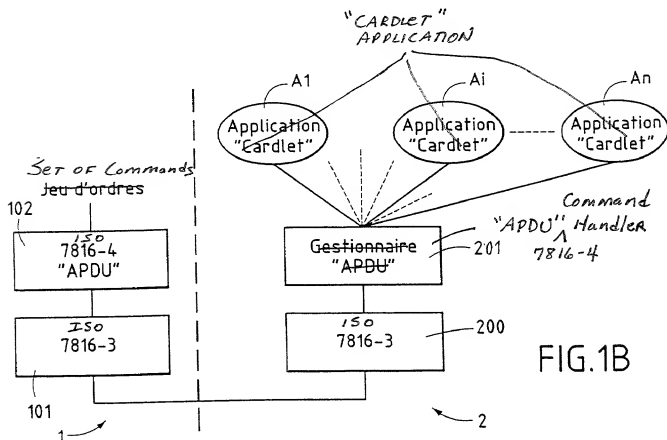 "CARDLET"
APPLICATION
A1
Ai
An
Application
"Cardlet"
Application
"Cardlet"
Application
"Cardlet"
Set of Commands
Jeu d'ordres
102
ISO
7816-4
"APDU"
Command
"APDU" Handler
7816-4
Gestionnaire
"APDU"
201
ISO
7816-3
101
ISO
7816-3
200
FIG.1B
1
2